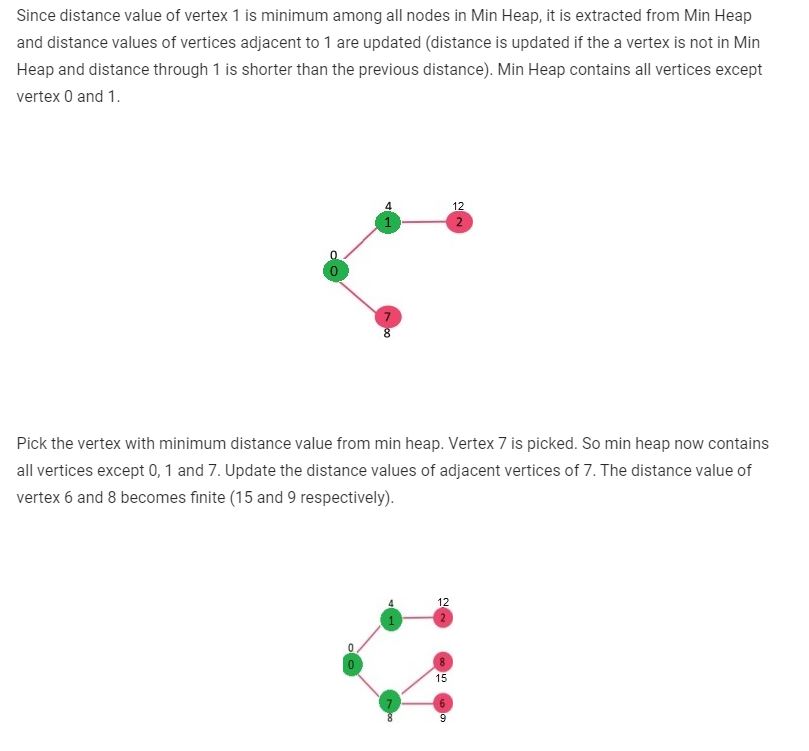 Since distance value of vertex 1 is minimum among all nodes in Min Heap, it is extracted from Min Heap
and distance values of vertices adjacent to 1 are updated (distance is updated if the a vertex is not in Min
Heap and distance through 1 is shorter than the previous distance). Min Heap contains all vertices except
vertex 0 and 1.
4 12
1 2
0
0
7
8
Pick the vertex with minimum distance value from min heap. Vertex 7 is picked. So min heap now contains
all vertices except 0, 1 and 7. Update the distance values of adjacent vertices of 7. The distance value of
vertex 6 and 8 becomes finite (15 and 9 respectively).
4 12
1 2
0
0 8
15
7 6
8 9